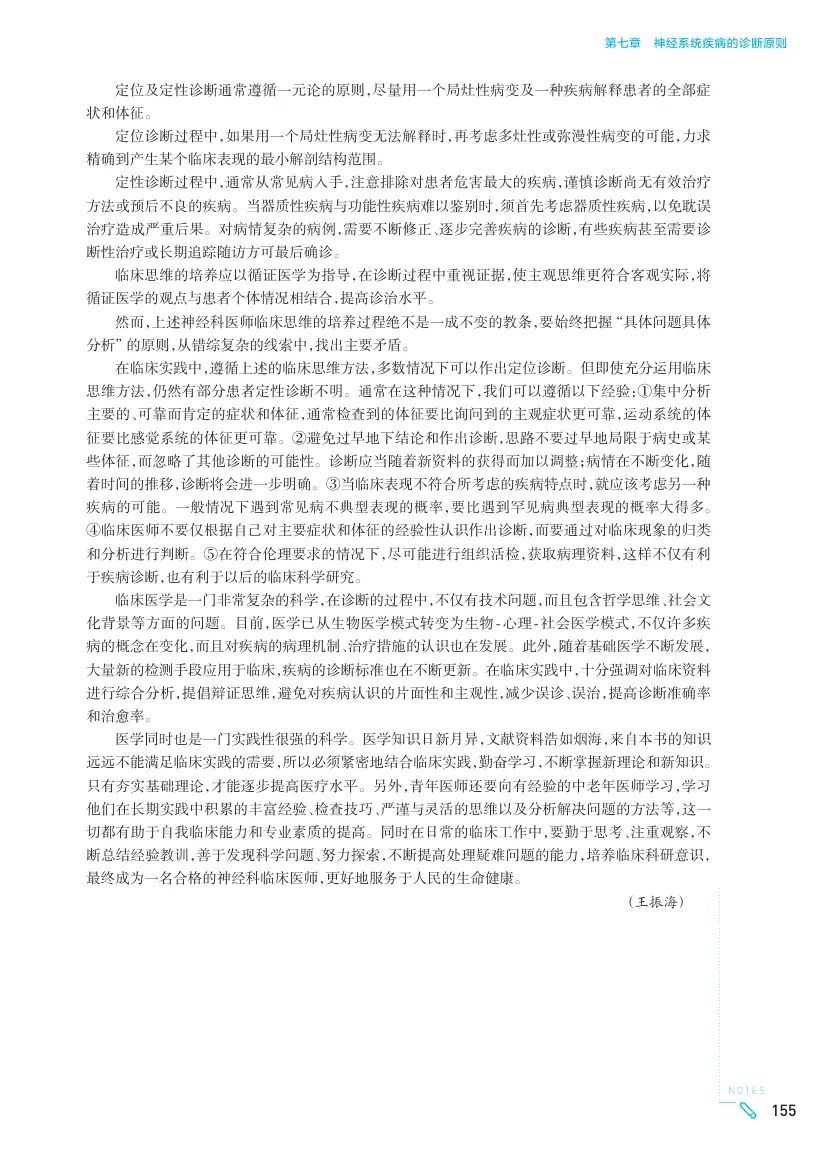 第七章 神经系统疾病的诊断原则
定位及定性诊断通常遵循一元论的原则,尽量用一个局灶性病变及一种疾病解释患者的全部症
状和体征。
定位诊断过程中,如果用一个局灶性病变无法解释时,再考虑多灶性或弥漫性病变的可能,力求
精确到产生某个临床表现的最小解剖结构范围。
定性诊断过程中,通常从常见病入手,注意排除对患者危害最大的疾病,谨慎诊断尚无有效治疗
方法或预后不良的疾病。当器质性疾病与功能性疾病难以鉴别时,须首先考虑器质性疾病,以免耽误
治疗造成严重后果。对病情复杂的病例,需要不断修正、逐步完善疾病的诊断,有些疾病甚至需要诊
断性治疗或长期追踪随访方可最后确诊。
临床思维的培养应以循证医学为指导,在诊断过程中重视证据,使主观思维更符合客观实际,将
循证医学的观点与患者个体情况相结合,提高诊治水平。
然而,上述神经科医师临床思维的培养过程绝不是一成不变的教条,要始终把握“具体问题具体
分析”的原则,从错综复杂的线索中,找出主要矛盾。
在临床实践中,遵循上述的临床思维方法,多数情况下可以作出定位诊断。但即使充分运用临床
思维方法,仍然有部分患者定性诊断不明。通常在这种情况下,我们可以遵循以下经验:①集中分析
主要的、可靠而肯定的症状和体征,通常检查到的体征要比询问到的主观症状更可靠,运动系统的体
征要比感觉系统的体征更可靠。②避免过早地下结论和作出诊断,思路不要过早地局限于病史或某
些体征,而忽略了其他诊断的可能性。诊断应当随着新资料的获得而加以调整;病情在不断变化,随
着时间的推移,诊断将会进一步明确。③当临床表现不符合所考虑的疾病特点时,就应该考虑另一种
疾病的可能。一般情况下遇到常见病不典型表现的概率,要比遇到罕见病典型表现的概率大得多。
④临床医师不要仅根据自己对主要症状和体征的经验性认识作出诊断,而要通过对临床现象的归类
和分析进行判断。⑤在符合伦理要求的情况下,尽可能进行组织活检,获取病理资料,这样不仅有利
于疾病诊断,也有利于以后的临床科学研究。
临床医学是一门非常复杂的科学,在诊断的过程中,不仅有技术问题,而且包含哲学思维、社会文
化背景等方面的问题。目前,医学已从生物医学模式转变为生物-心理-社会医学模式,不仅许多疾
病的概念在变化,而且对疾病的病理机制、治疗措施的认识也在发展。此外,随着基础医学不断发展,
大量新的检测手段应用于临床,疾病的诊断标准也在不断更新。在临床实践中,十分强调对临床资料
进行综合分析,提倡辩证思维,避免对疾病认识的片面性和主观性,减少误诊、误治,提高诊断准确率
和治愈率。
医学同时也是一门实践性很强的科学。医学知识日新月异,文献资料浩如烟海,来自本书的知识
远远不能满足临床实践的需要,所以必须紧密地结合临床实践,勤奋学习,不断掌握新理论和新知识。
只有夯实基础理论,才能逐步提高医疗水平。另外,青年医师还要向有经验的中老年医师学习,学习
他们在长期实践中积累的丰富经验、检查技巧、严谨与灵活的思维以及分析解决问题的方法等,这一
切都有助于自我临床能力和专业素质的提高。同时在日常的临床工作中,要勤于思考、注重观察,不
断总结经验教训,善于发现科学问题、努力探索,不断提高处理疑难问题的能力,培养临床科研意识,
最终成为一名合格的神经科临床医师,更好地服务于人民的生命健康。
(王振海)
NOTES
155